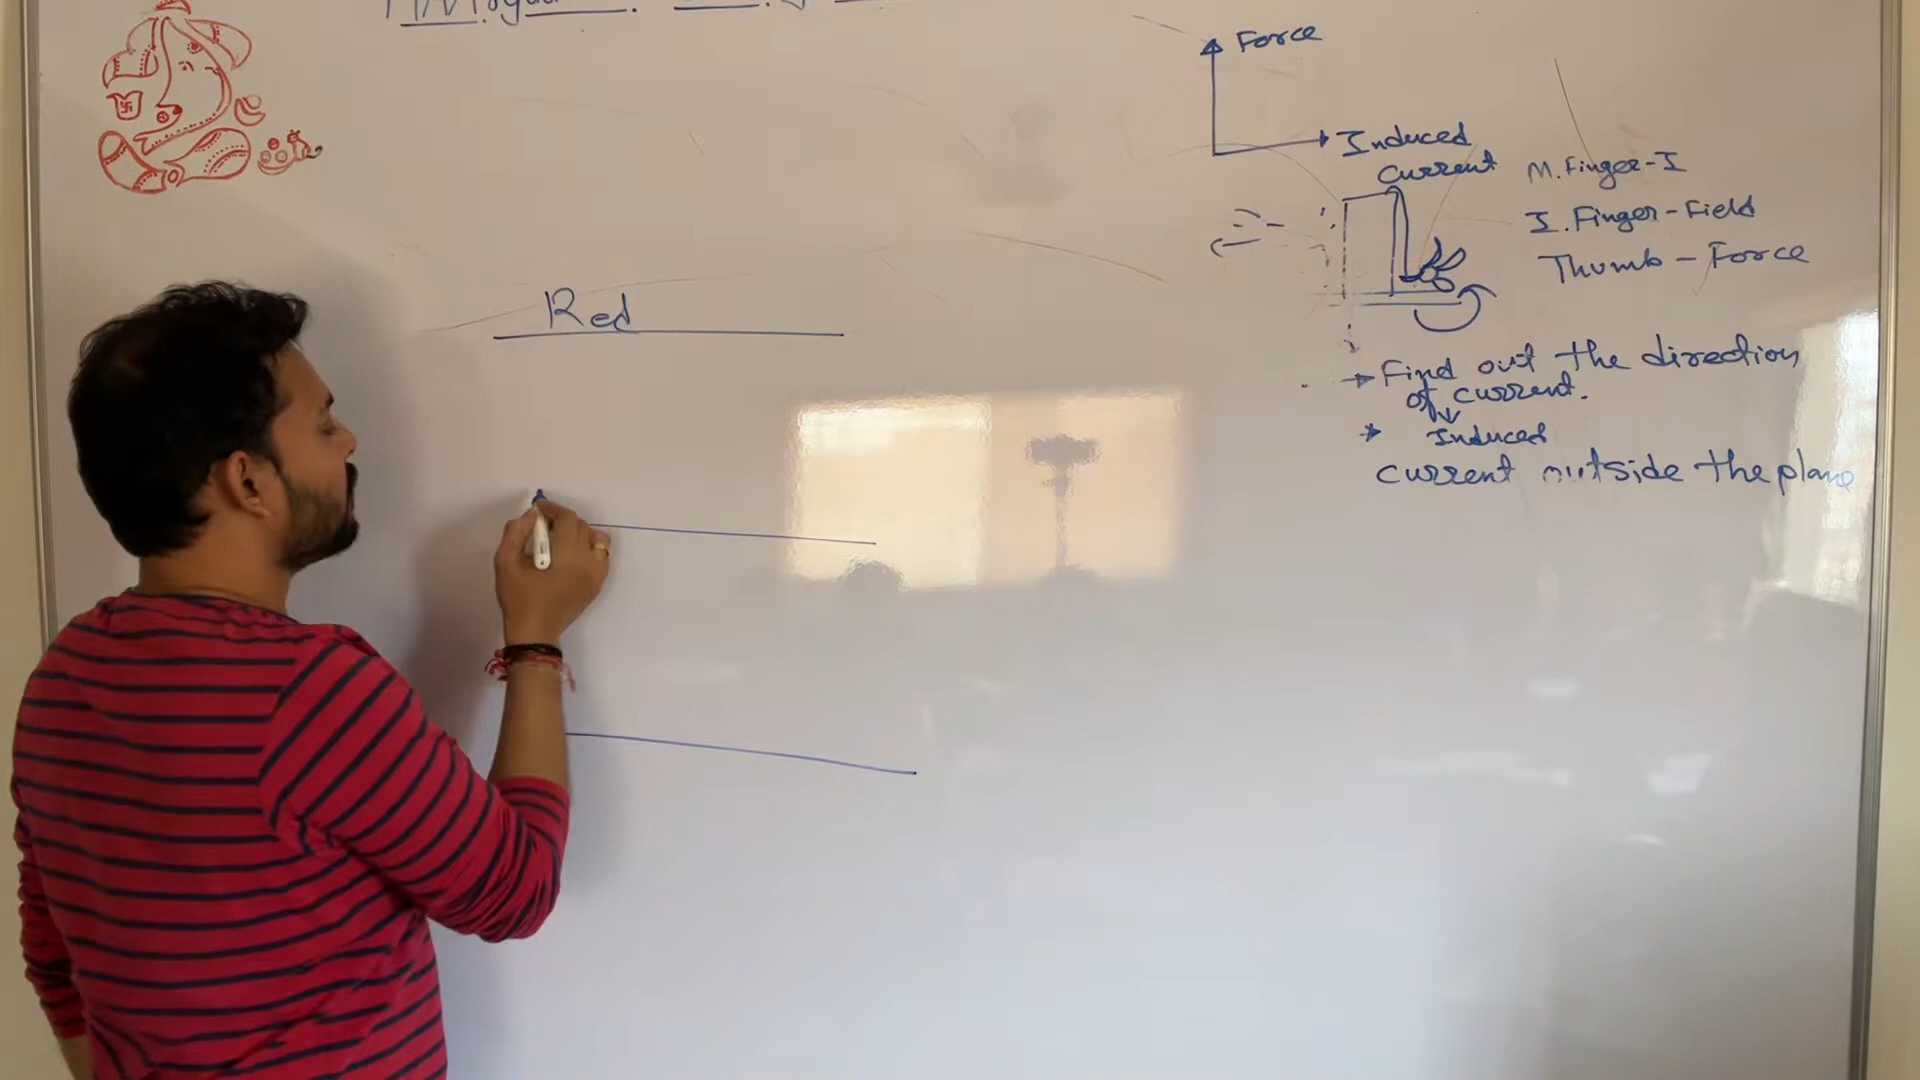 Force
Induced
Current
M. Finger-I
I. Finger-Field
Thumb - Force
Red
→ Find out the direction
of current.
Induced
current outside the plane